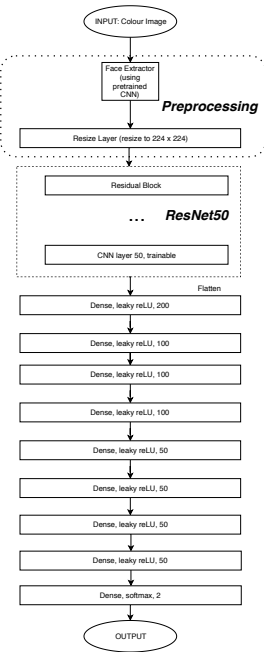 INPUT: Colour Image
Face Extractor
(using
pretrained
CNN)
Preprocessing
Resize Layer (resize to 224 x 224)
Residual Block
... ResNet50
CNN layer 50, trainable
Flatten
Dense, leaky reLU, 200
Dense, leaky reLU, 100
Dense, leaky reLU, 100
Dense, leaky reLU, 100
Dense, leaky reLU, 50
Dense, leaky reLU, 50
Dense, leaky reLU, 50
Dense, leaky reLU, 50
Dense, softmax, 2
OUTPUT